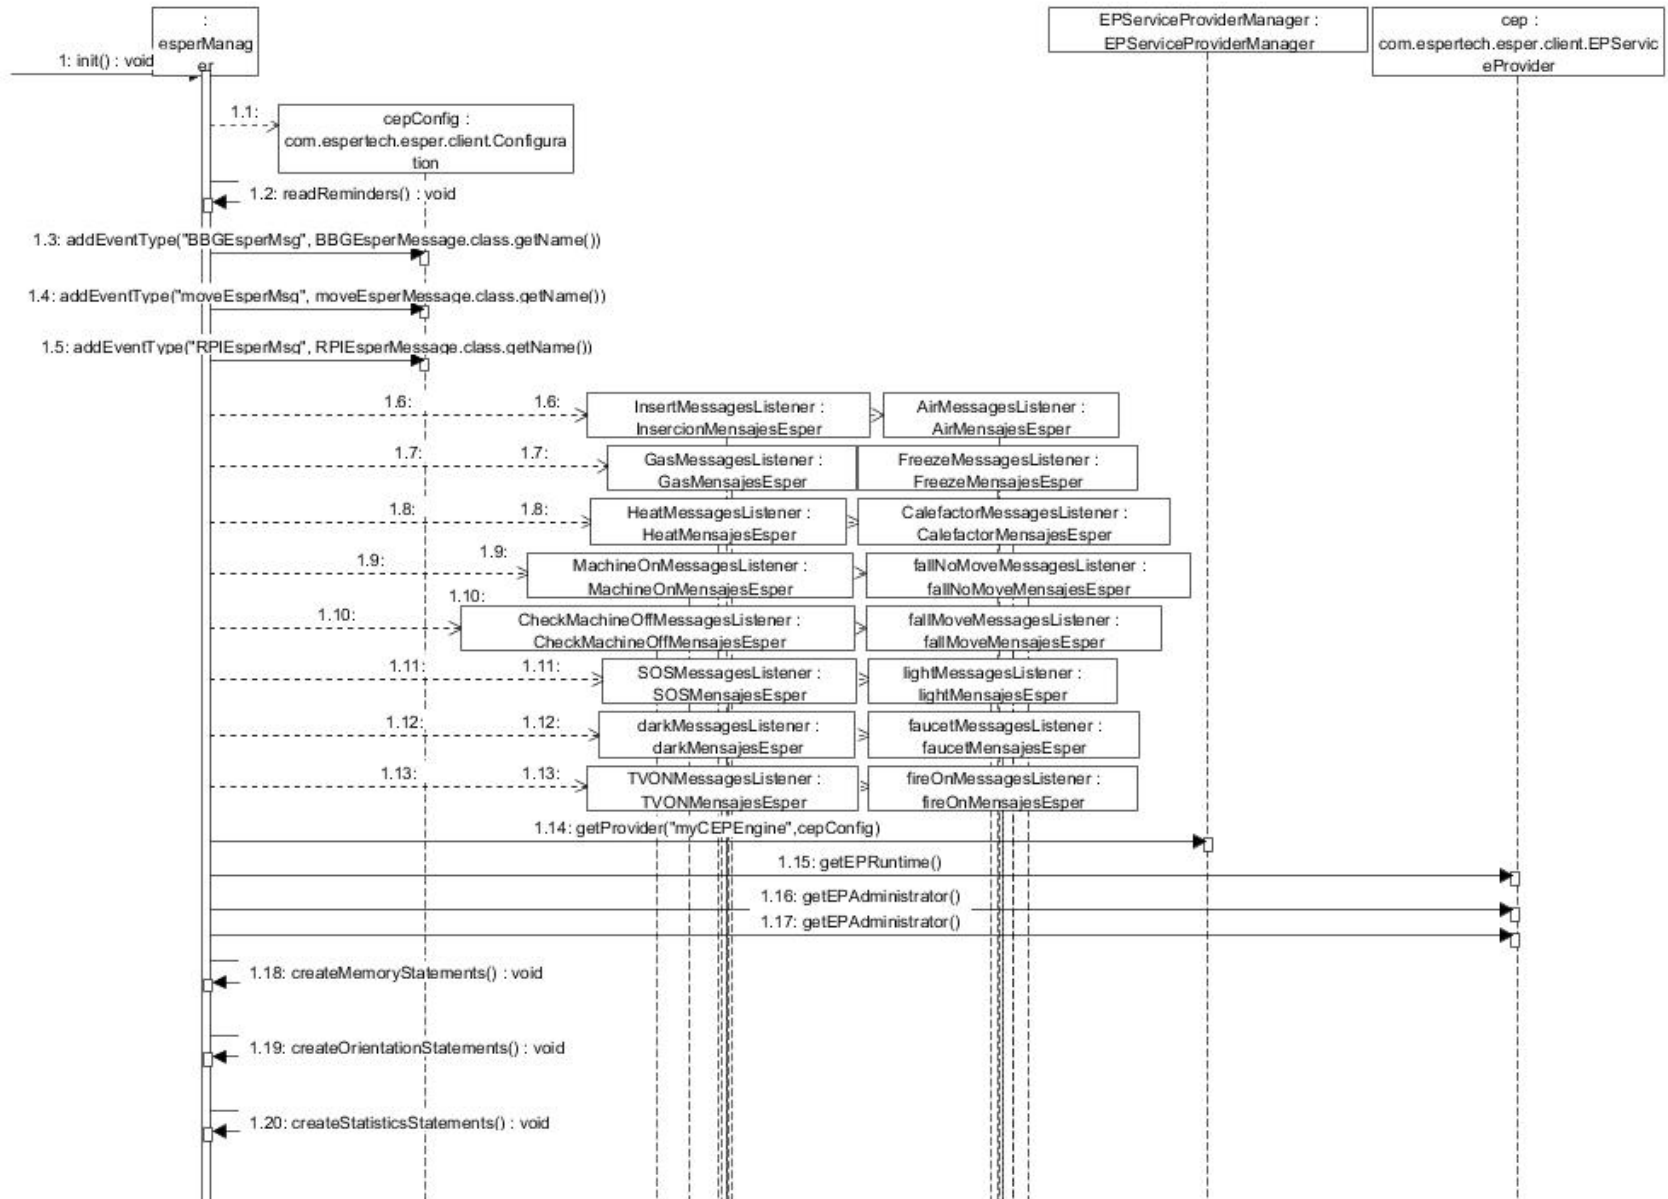 :
esperManag
er
EPServiceProviderManager :
EPServiceProviderManager
cep :
com.espertech.esper.client.EPServic
eProvider
1: init() : void
1.1:
cepConfig :
com.espertech.esper.client.Configura
tion
1.2: readReminders() : void
1.3: addEventType("BBGEsperMsg", BBGEsperMessage.class.getName())
1.4: addEventType("moveEsperMsg", moveEsperMessage.class.getName())
1.5: addEventType("RPIEsperMsg", RPIEsperMessage.class.getName())
1.6: 1.6:
InsertMessagesListener :
InsercionMensajesEsper
AirMessagesListener :
AirMensajesEsper
1.7: 1.7:
GasMessagesListener :
GasMensajesEsper
FreezeMessagesListener :
FreezeMensajesEsper
1.8: 1.8:
HeatMessagesListener :
HeatMensajesEsper
CalefactorMessagesListener :
CalefactorMensajesEsper
1.9: 1.9:
MachineOnMessagesListener :
MachineOnMensajesEsper
fallNoMoveMessagesListener :
fallNoMoveMensajesEsper
1.10: 1.10:
CheckMachineOffMessagesListener :
CheckMachineOffMensajesEsper
fallMoveMessagesListener :
fallMoveMensajesEsper
1.11: 1.11:
SOSMessagesListener :
SOSMensajesEsper
lightMessagesListener :
lightMensajesEsper
1.12: 1.12:
darkMessagesListener :
darkMensajesEsper
faucetMessagesListener :
faucetMensajesEsper
1.13: 1.13:
TVONMessagesListener :
TVONMensajesEsper
fireOnMessagesListener :
fireOnMensajesEsper
1.14: getProvider("myCEPEngine",cepConfig)
1.15: getEPRuntime()
1.16: getEPAdministrator()
1.17: getEPAdministrator()
1.18: createMemoryStatements() : void
1.19: createOrientationStatements() : void
1.20: createStatisticsStatements() : void